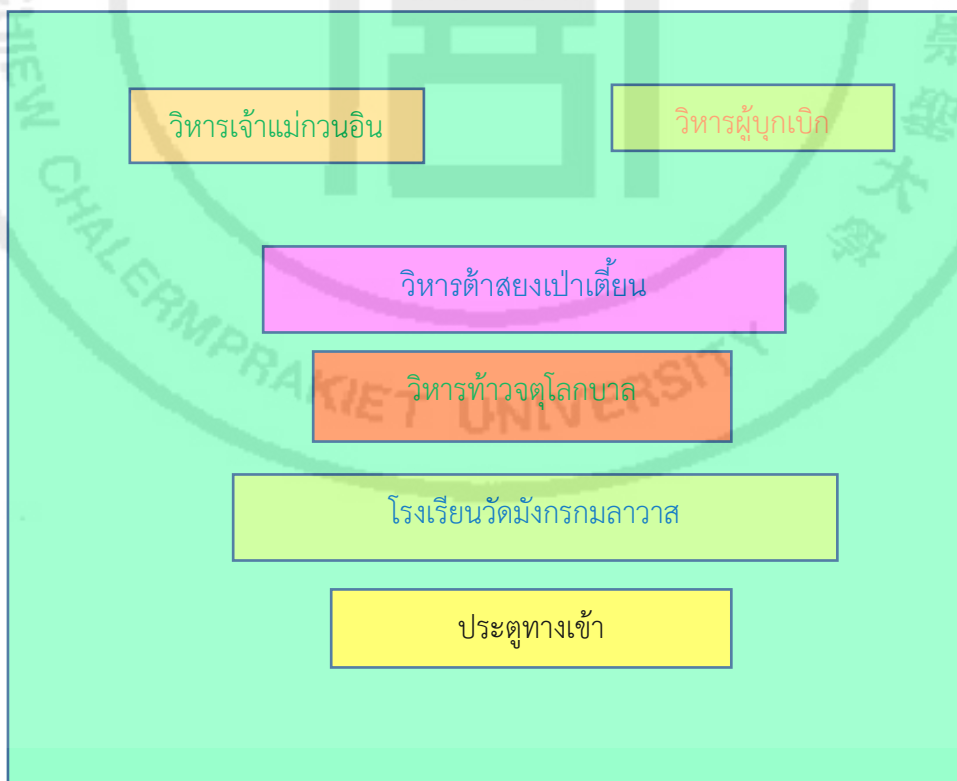 วิหารเจ้าแม่กวนอิน
วิหารผู้บุกเบิก
วิหารต้าสยงเป่าเตี้ยน
วิหารท้าวจตุโลกบาล
โรงเรียนวัดมังกรกมลาวาส
ประตูทางเข้า
CHALERMPRAKIET UNIVERSITY